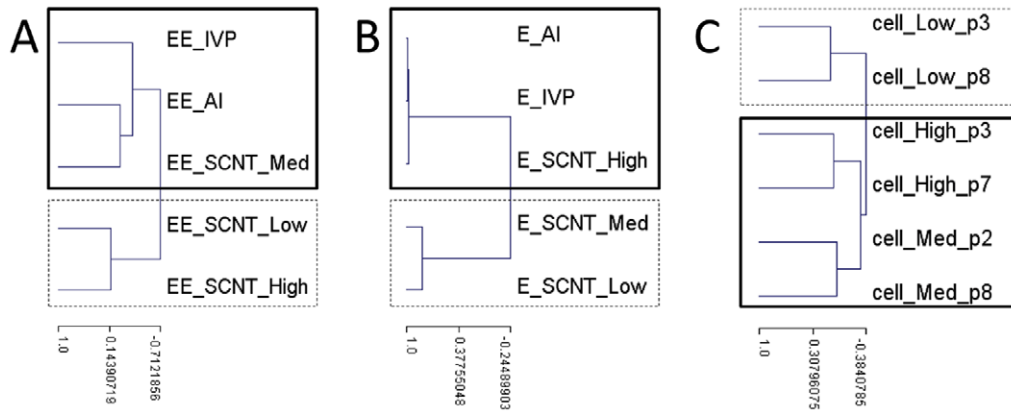 A
EE_IVP
EE_AI
EE_SCNT_Med
EE_SCNT_Low
EE_SCNT_High
1.0
0.14390719
-0.7121856
B
E_AI
E_IVP
E_SCNT_High
E_SCNT_Med
E_SCNT_Low
1.0
0.37755048
-0.24489903
C
cell_Low_p3
cell_Low_p8
cell_High_p3
cell_High_p7
cell_Med_p2
cell_Med_p8
1.0
0.30796075
-0.3840785